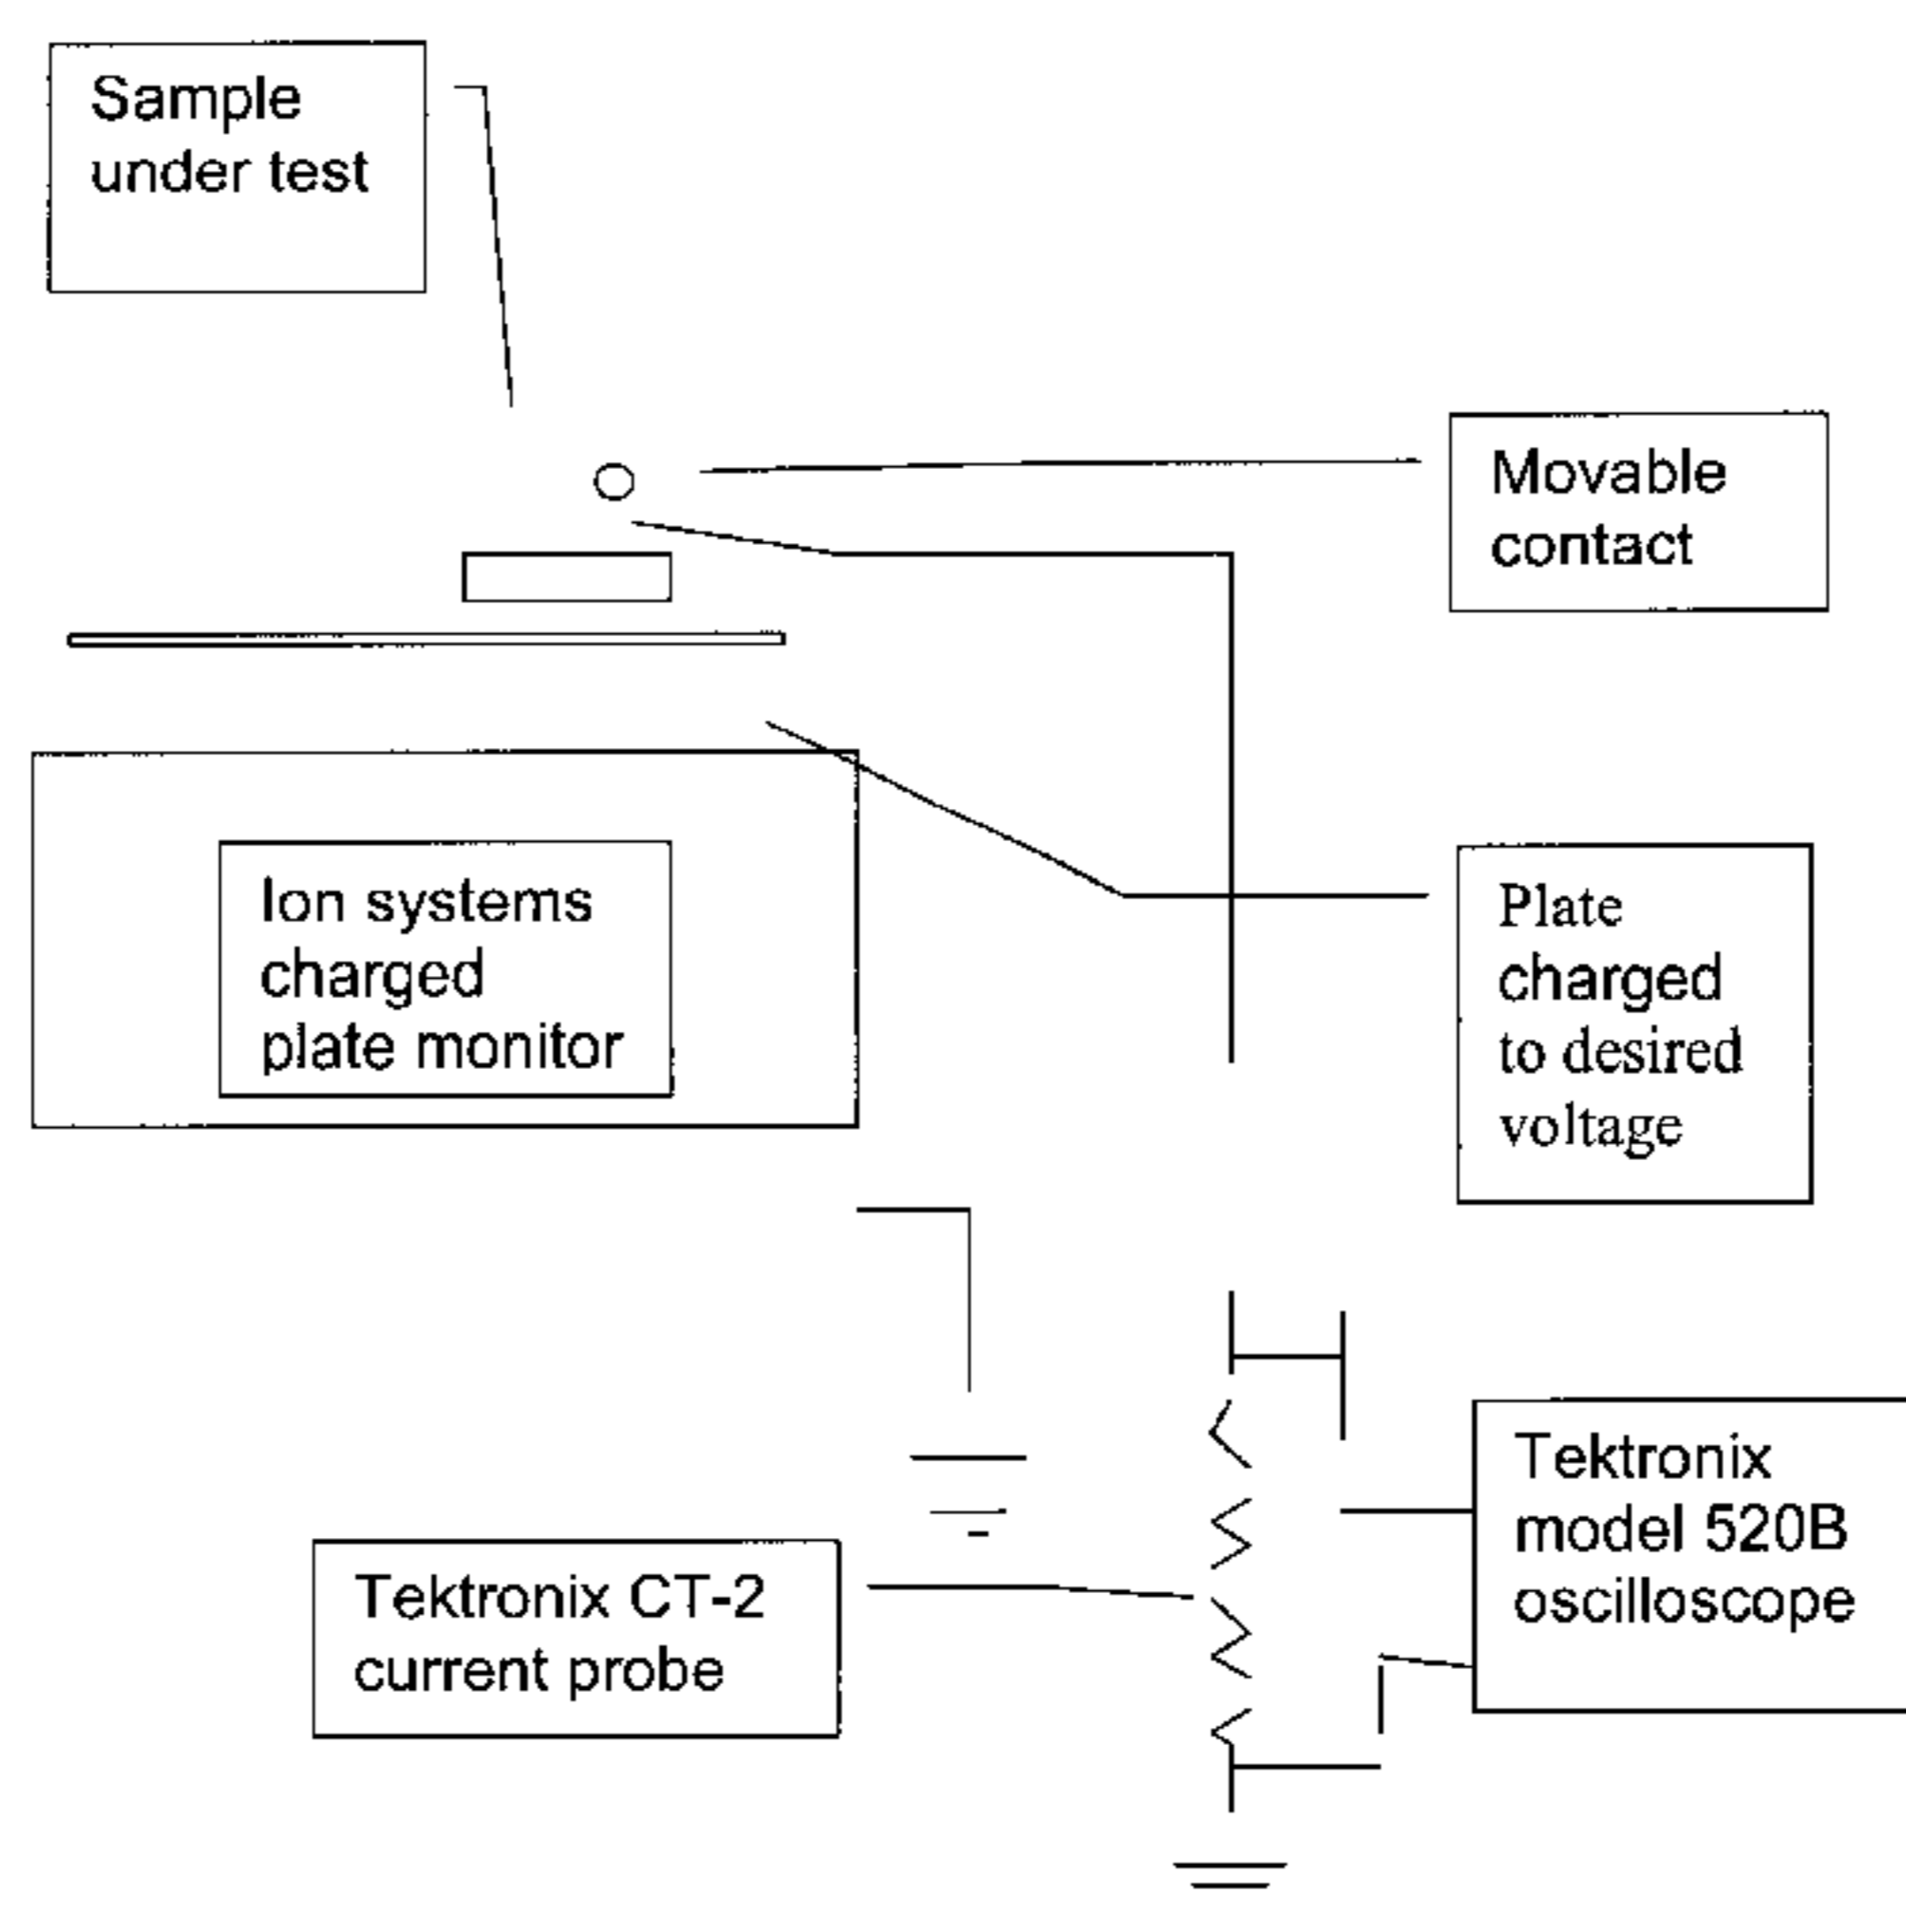 Sample
under test
Movable
contact
Ion systems
charged
plate monitor
Plate
charged
to desired
voltage
Tektronix
model 520B
oscilloscope
Tektronix CT-2
current probe